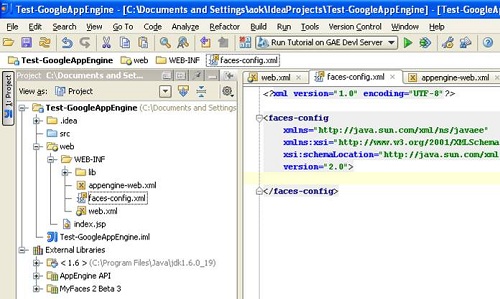 Test-GoogleAppEngine - [C:\Documents and Settings\aok\IdeaProjects\Test-GoogleAppEngine] - [Test-G
File Edit Search View Go To Code Analyze Refactor Build Run Tools Version Control Window Help
Run Tutorial on GAE Devl Server
Test-GoogleAppEngine web WEB-INF faces-config.xml
1: Project
Project C:\Documents and Set...
View as: Project
Test-GoogleAppEngine (C:\Documents and Settings
.idea
src
web
WEB-INF
lib
appengine-web.xml
faces-config.xml
web.xml
index.jsp
Test-GoogleAppEngine.iml
External Libraries
< 1.6 > (C:\Program Files\Java\jdk1.6.0_19)
AppEngine API
MyFaces 2 Beta 3
web.xml faces-config.xml appengine-web.xml
<?xml version="1.0" encoding="UTF-8"?>
<faces-config
xmlns="http://java.sun.com/xml/ns/javaee"
xmlns:xsi="http://www.w3.org/2001/XMLSchema
xsi:schemaLocation="http://java.sun.com/xml
version="2.0">
</faces-config>